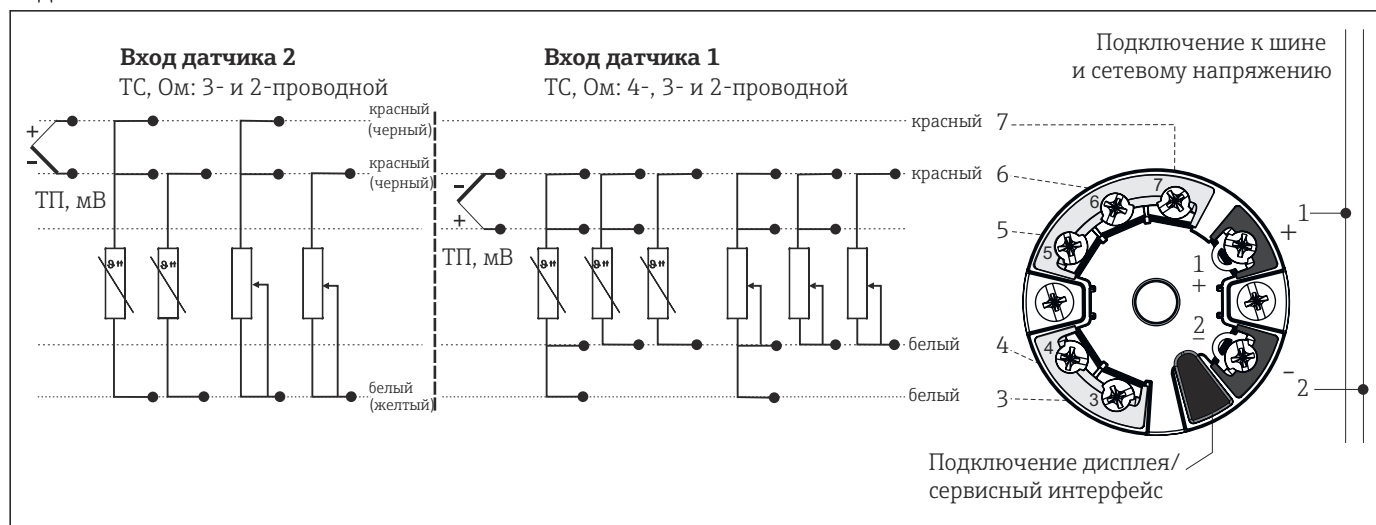 Вход датчика 2
ТС, Ом: 3- и 2-проводной
Вход датчика 1
ТС, Ом: 4-, 3- и 2-проводной
Подключение к шине
и сетевому напряжению
красный
(черный)
красный
(черный)
+
-
ТП, мВ
-
+
ТП, мВ
белый
(желтый)
красный 7
красный 6
5
белый 4
белый 3
7
6
5
4
3
1
+
2
-
1
+
2
-
Подключение дисплея/
сервисный интерфейс